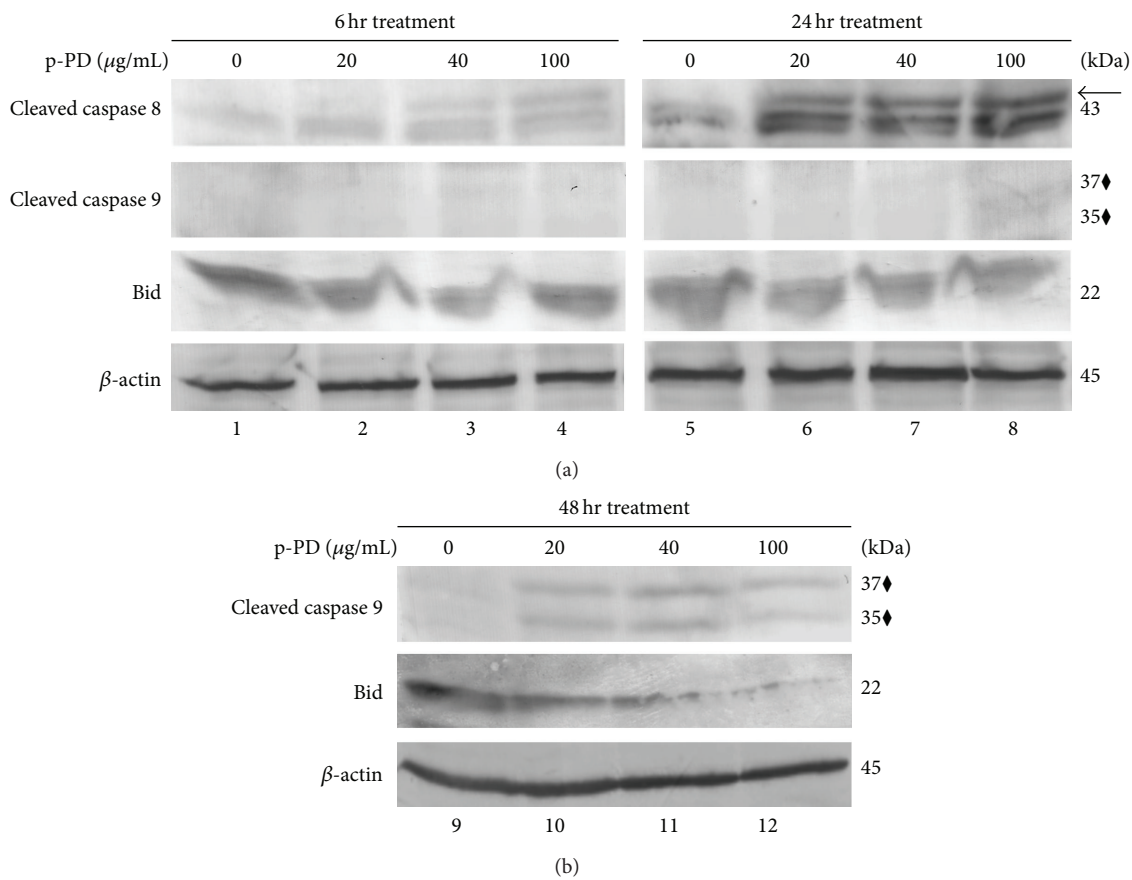 6 hr treatment 24 hr treatment
p-PD (μg/mL) 0 20 40 100 0 20 40 100 (kDa)
Cleaved caspase 8 43
Cleaved caspase 9 37♦
35♦
Bid 22
β-actin 45
1 2 3 4 5 6 7 8
(a)
48 hr treatment
p-PD (μg/mL) 0 20 40 100 (kDa)
Cleaved caspase 9 37♦
35♦
Bid 22
β-actin 45
9 10 11 12
(b)